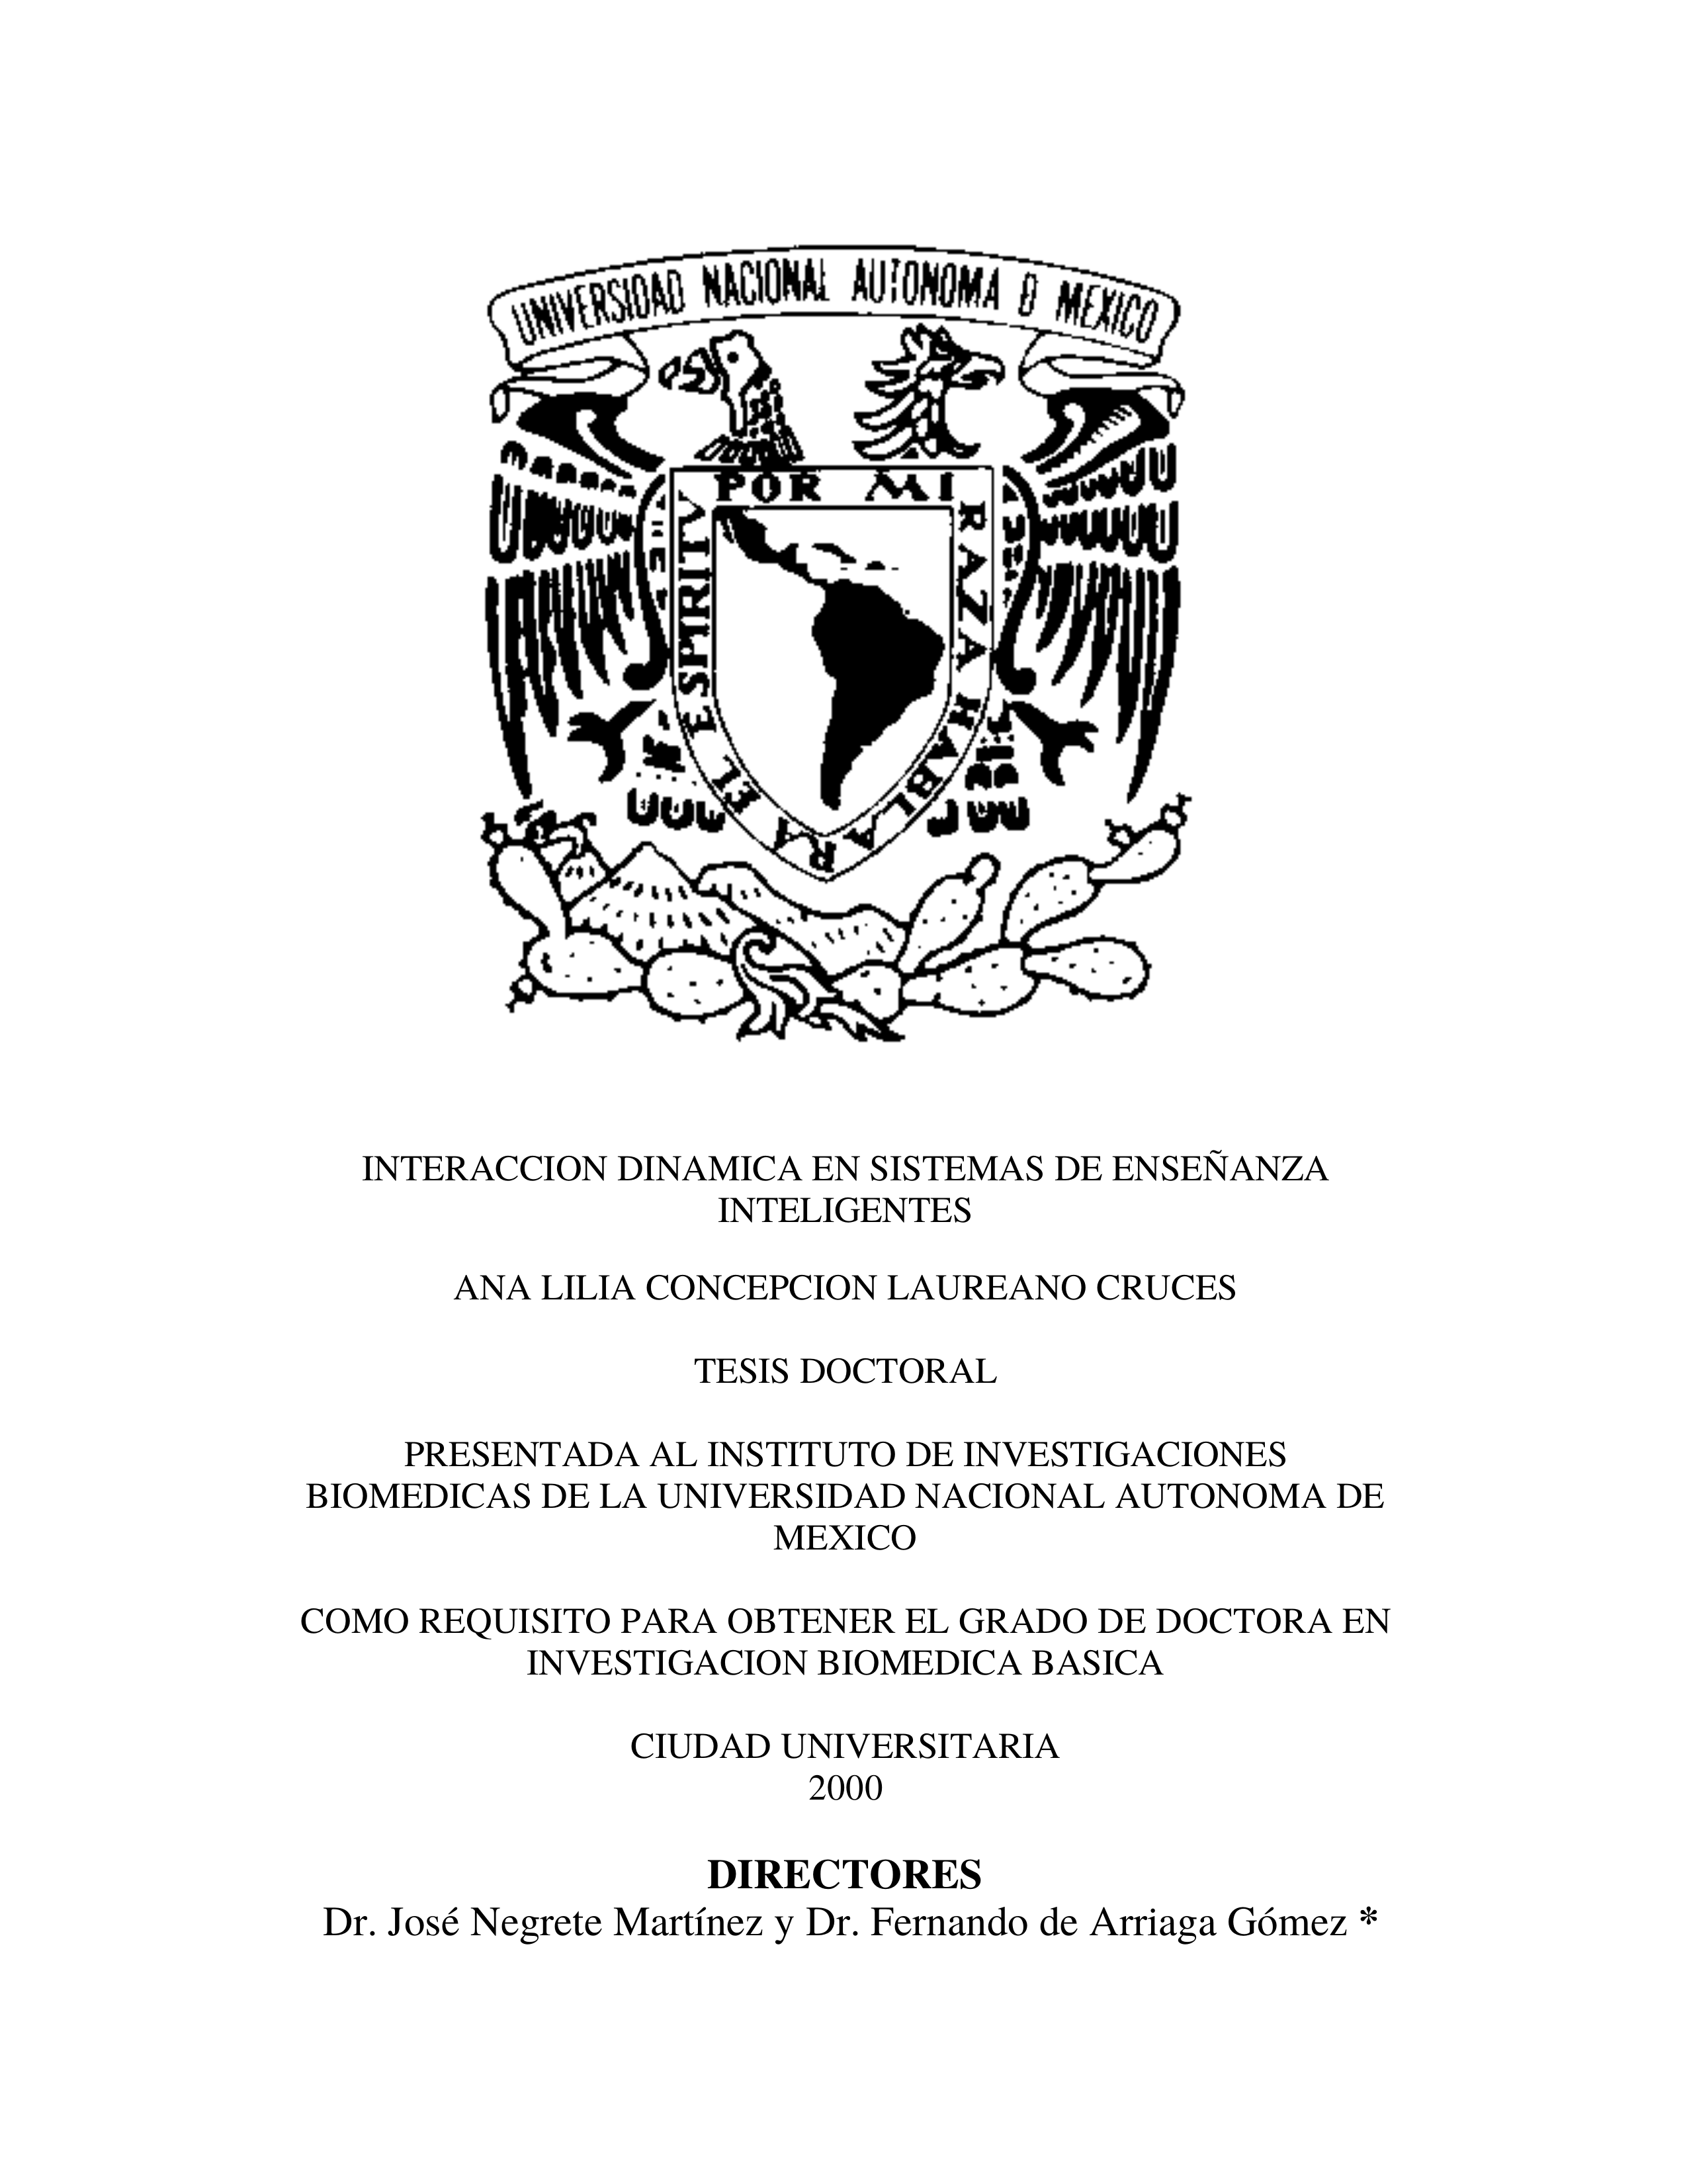 UNIVERSIDAD NACIONAL AUTONOMA D MEXICO
POR MI RAZA HABLARA EL ESPIRITV
INTERACCION DINAMICA EN SISTEMAS DE ENSEÑANZA
INTELIGENTES
ANA LILIA CONCEPCION LAUREANO CRUCES
TESIS DOCTORAL
PRESENTADA AL INSTITUTO DE INVESTIGACIONES
BIOMEDICAS DE LA UNIVERSIDAD NACIONAL AUTONOMA DE
MEXICO
COMO REQUISITO PARA OBTENER EL GRADO DE DOCTORA EN
INVESTIGACION BIOMEDICA BASICA
CIUDAD UNIVERSITARIA
2000
DIRECTORES
Dr. José Negrete Martínez y Dr. Fernando de Arriaga Gómez *